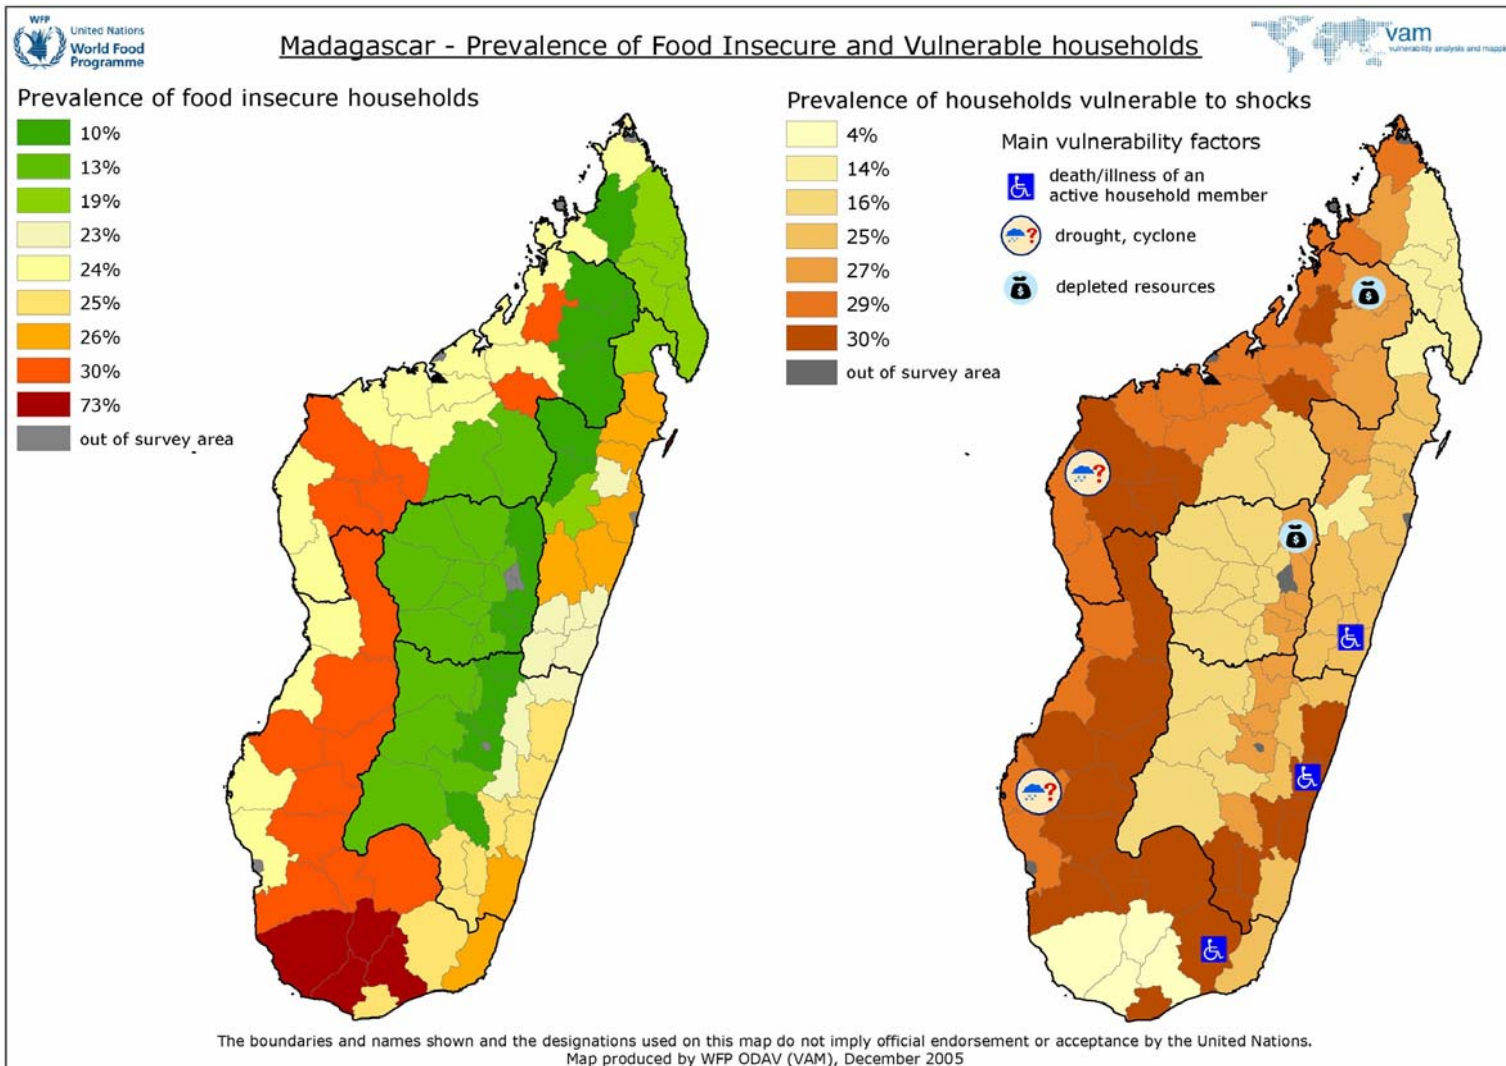 WFP
United Nations
World Food
Programme
Madagascar - Prevalence of Food Insecure and Vulnerable households
vam
vulnerability analysis and mapp
Prevalence of food insecure households
10%
13%
19%
23%
24%
25%
26%
30%
73%
out of survey area
Prevalence of households vulnerable to shocks
4%
14%
16%
25%
27%
29%
30%
out of survey area
Main vulnerability factors
death/illness of an
active household member
?
drought, cyclone
$
depleted resources
$
?
$
?
The boundaries and names shown and the designations used on this map do not imply official endorsement or acceptance by the United Nations.
Map produced by WFP ODAV (VAM), December 2005